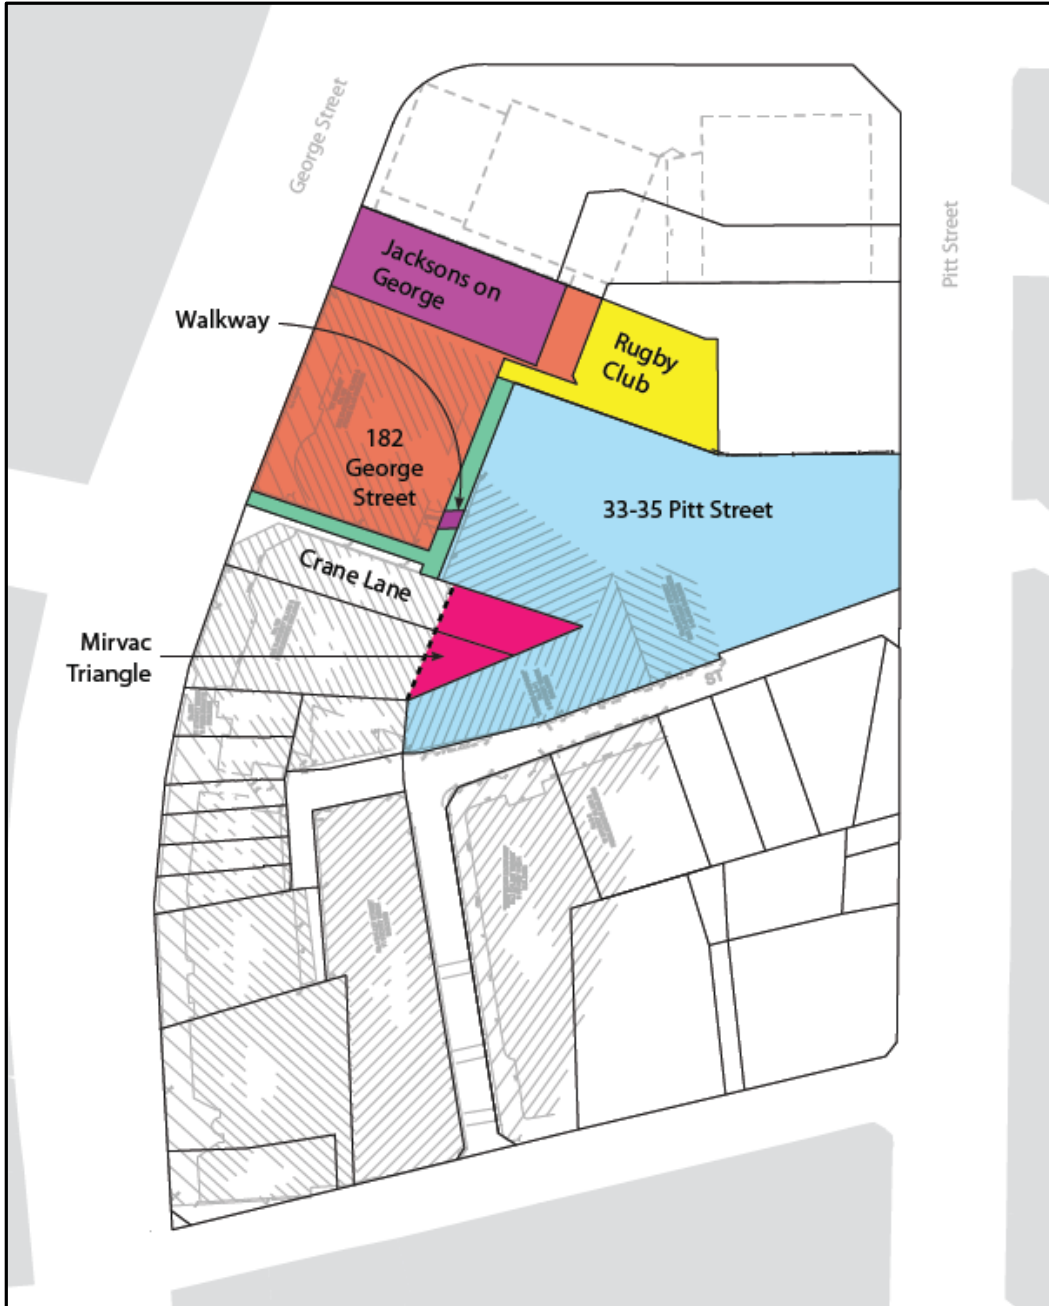 George Street
Pitt Street
Jacksons on
George
Walkway
Rugby
Club
182
George
Street
33-35 Pitt Street
Crane Lane
Mirvac
Triangle
ST